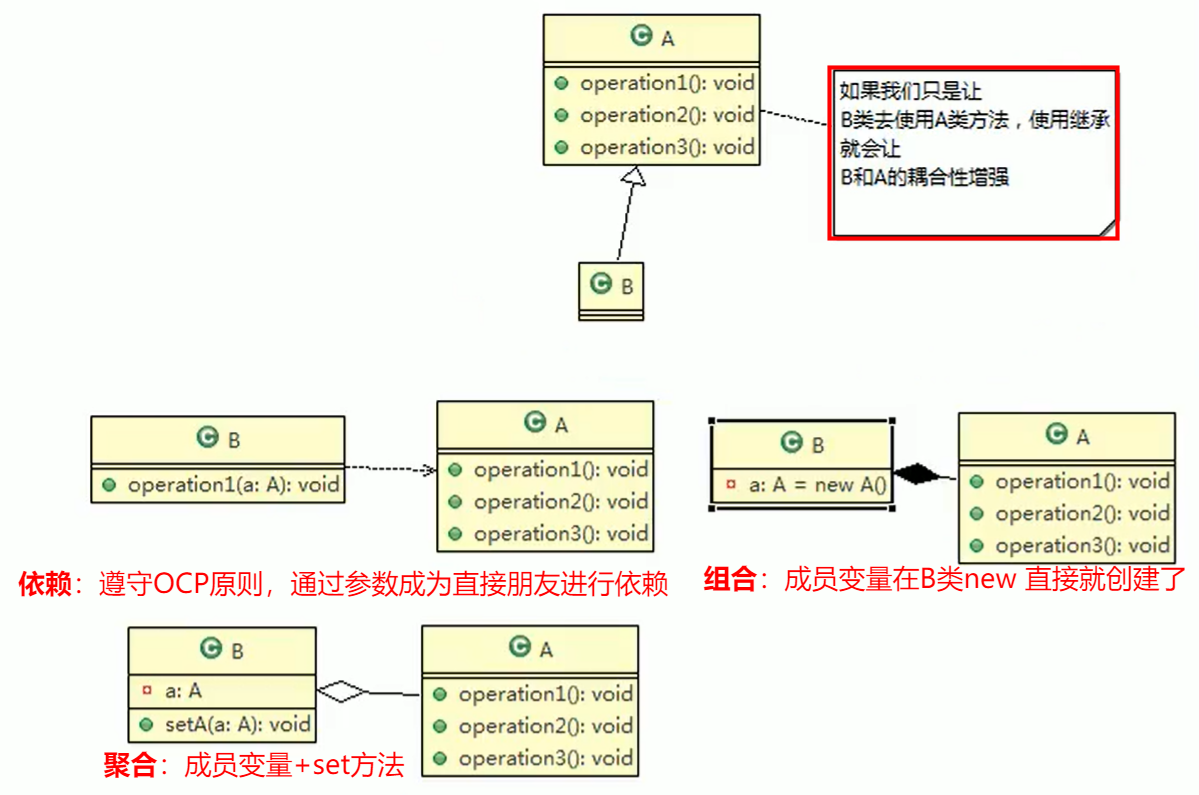 C A
operation1(): void
operation2(): void
operation3(): void
如果我们只是让
B类去使用A类方法，使用继承
就会让
B和A的耦合性增强
C B
C B
operation1(a: A): void
C A
operation1(): void
operation2(): void
operation3(): void
C B
a: A = new A()
C A
operation1(): void
operation2(): void
operation3(): void
依赖：遵守OCP原则，通过参数成为直接朋友进行依赖
组合：成员变量在B类new 直接就创建了
C B
a: A
setA(a: A): void
C A
operation1(): void
operation2(): void
operation3(): void
聚合：成员变量+set方法